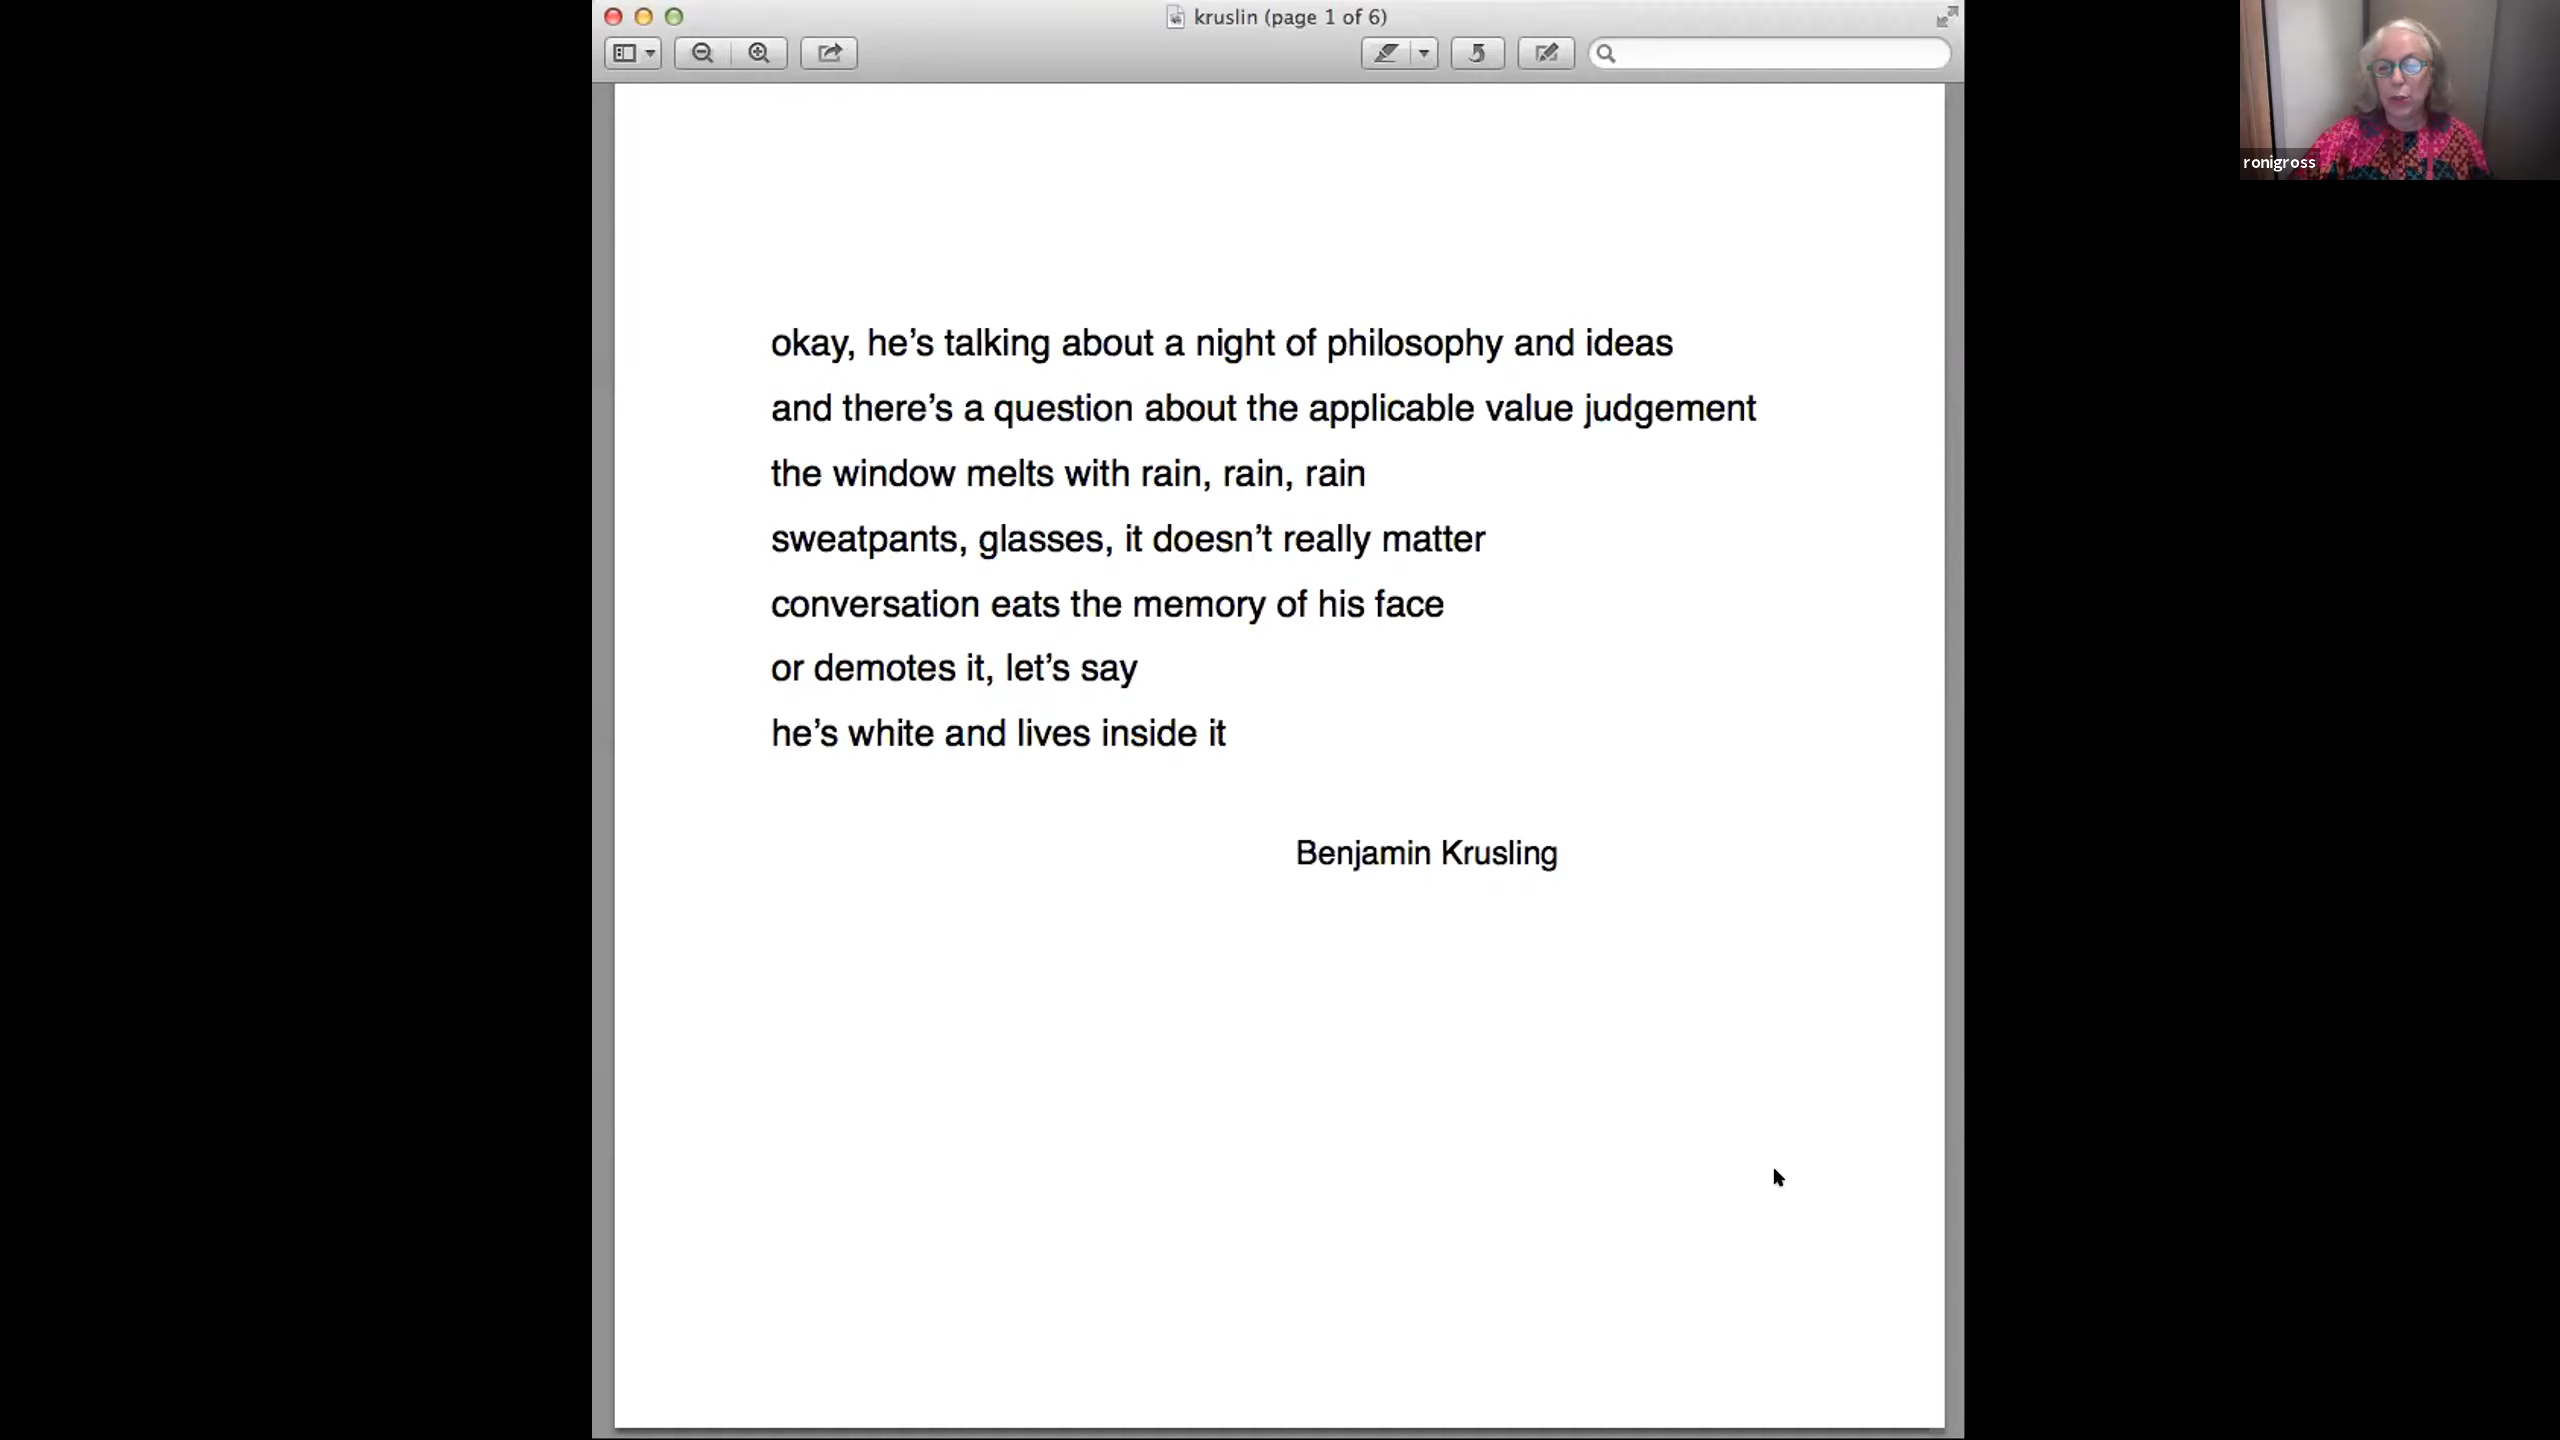 kruslin (page 1 of 6)
ronigross
okay, he’s talking about a night of philosophy and ideas
and there’s a question about the applicable value judgement
the window melts with rain, rain, rain
sweatpants, glasses, it doesn’t really matter
conversation eats the memory of his face
or demotes it, let’s say
he’s white and lives inside it
Benjamin Krusling